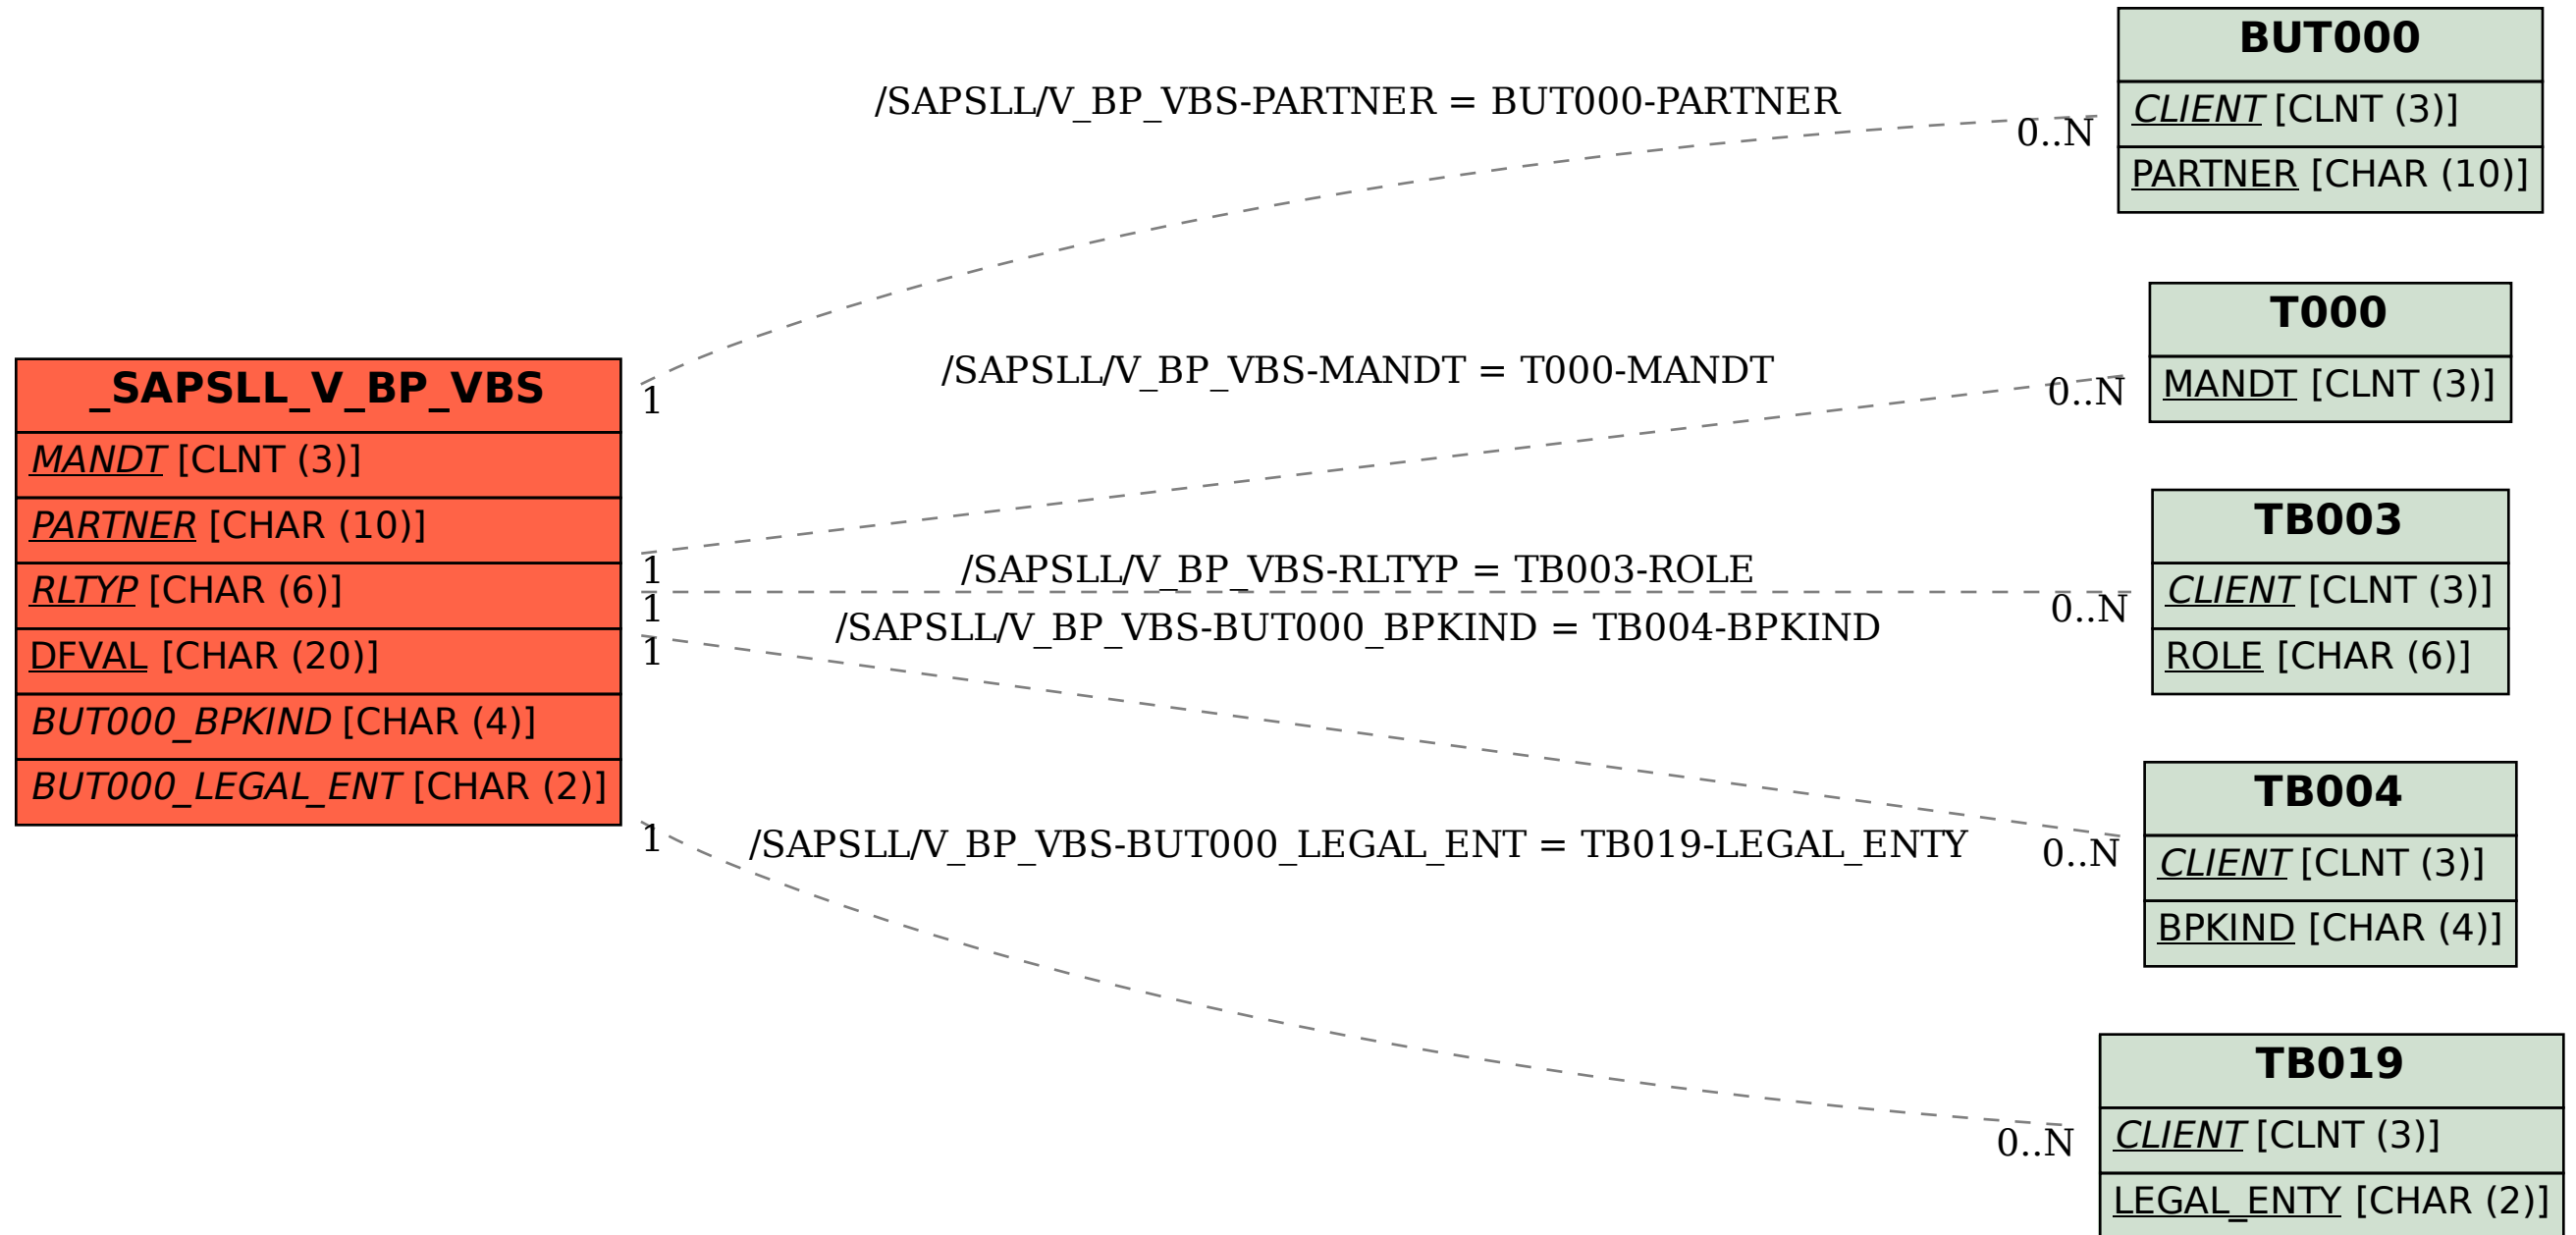 _SAPSLL_V_BP_VBS
MANDT [CLNT (3)]
PARTNER [CHAR (10)]
RLTYP [CHAR (6)]
DFVAL [CHAR (20)]
BUT000_BPKIND [CHAR (4)]
BUT000_LEGAL_ENT [CHAR (2)]
/SAPSLL/V_BP_VBS-PARTNER = BUT000-PARTNER
1
0..N
/SAPSLL/V_BP_VBS-MANDT = T000-MANDT
1
0..N
/SAPSLL/V_BP_VBS-RLTYP = TB003-ROLE
1
0..N
/SAPSLL/V_BP_VBS-BUT000_BPKIND = TB004-BPKIND
1
0..N
/SAPSLL/V_BP_VBS-BUT000_LEGAL_ENT = TB019-LEGAL_ENTY
1
0..N
BUT000
CLIENT [CLNT (3)]
PARTNER [CHAR (10)]
T000
MANDT [CLNT (3)]
TB003
CLIENT [CLNT (3)]
ROLE [CHAR (6)]
TB004
CLIENT [CLNT (3)]
BPKIND [CHAR (4)]
TB019
CLIENT [CLNT (3)]
LEGAL_ENTY [CHAR (2)]